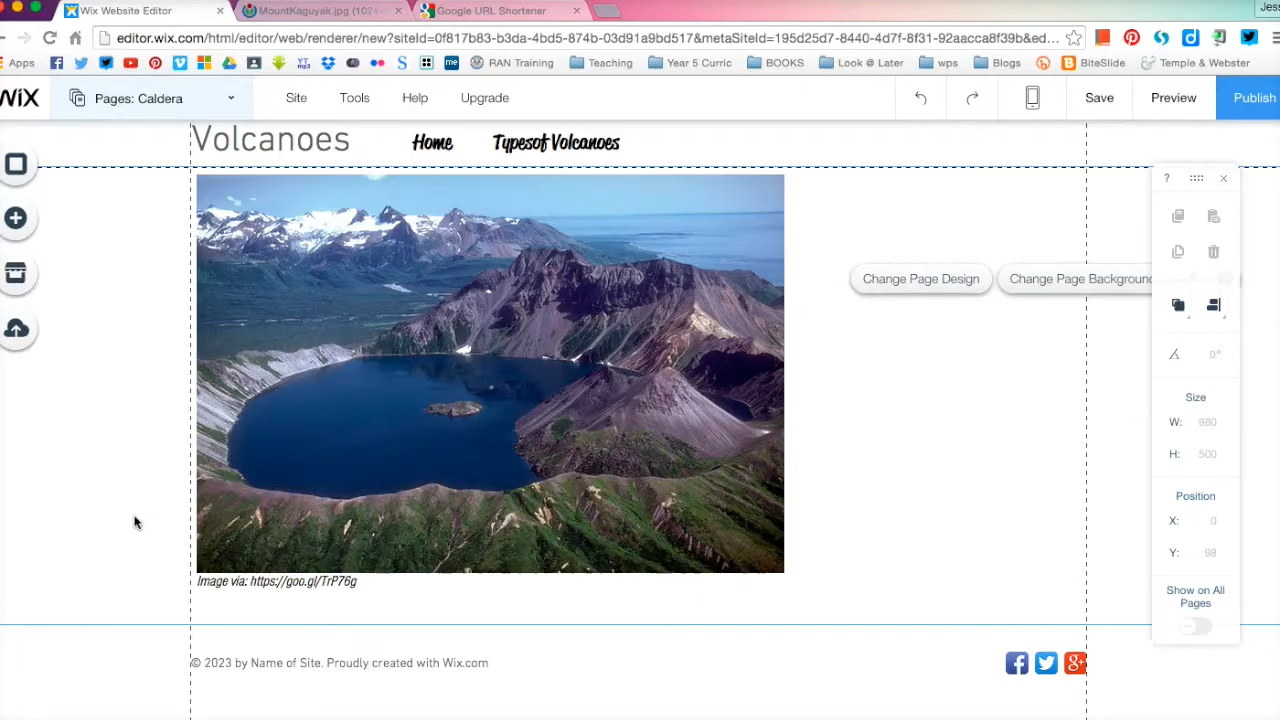 Wix Website Editor
MountKaguyak.jpg (1024×
Google URL Shortener
Jess
editor.wix.com/html/editor/web/renderer/new?siteId=0f817b83-b3da-4bd5-874b-03d91a9bd517&metaSiteId=195d25d7-8440-4d7f-8f31-92aacca8f39b&ed...
Apps
RAN Training
Teaching
Year 5 Curric
BOOKS
Look @ Later
wps
Blogs
BiteSlide
Temple & Webster
WiX
Pages: Caldera
Site
Tools
Help
Upgrade
Save
Preview
Publish
Volcanoes
Home
Typesof Volcanoes
Change Page Design
Change Page Background
?
0°
Size
W: 980
H: 500
Position
X: 0
Y: 98
Show on All
Pages
Image via: https://goo.gl/TrP76g
© 2023 by Name of Site. Proudly created with Wix.com